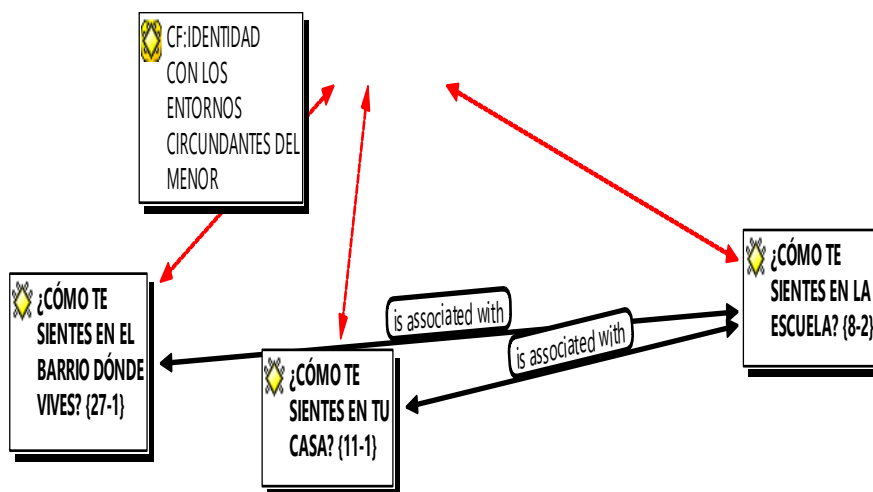 CF:IDENTIDAD
CON LOS
ENTORNOS
CIRCUNDANTES DEL
MENOR
¿CÓMO TE
SIENTES EN LA
ESCUELA? {8-2}
is associated with
is associated with
¿CÓMO TE
SIENTES EN EL
BARRIO DÓNDE
VIVES? {27-1}
¿CÓMO TE
SIENTES EN TU
CASA? {11-1}